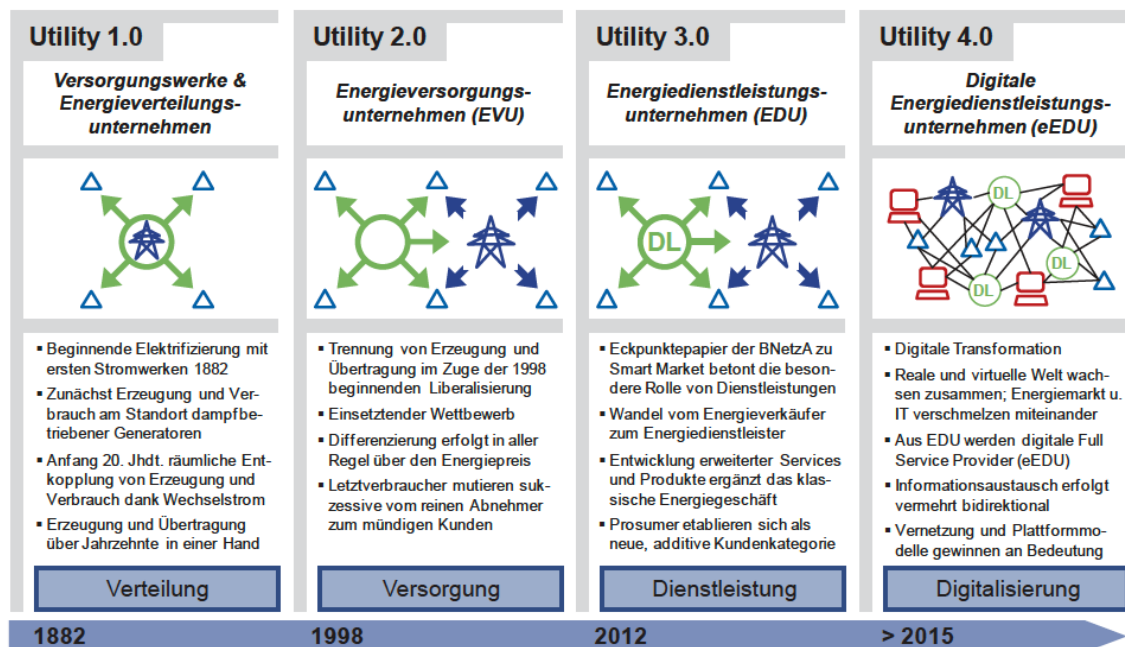 Utility 1.0
Versorgungswerke &
Energieverteilungs-
unternehmen
▪ Beginnende Elektrifizierung mit
ersten Stromwerken 1882
▪ Zunächst Erzeugung und Ver-
brauch am Standort dampfbe-
triebener Generatoren
▪ Anfang 20. Jhdt. räumliche Ent-
kopplung von Erzeugung und
Verbrauch dank Wechselstrom
▪ Erzeugung und Übertragung
über Jahrzehnte in einer Hand
Verteilung
1882
Utility 2.0
Energieversorgungs-
unternehmen (EVU)
▪ Trennung von Erzeugung und
Übertragung im Zuge der 1998
beginnenden Liberalisierung
▪ Einsetztender Wettbewerb
▪ Differenzierung erfolgt in aller
Regel über den Energiepreis
▪ Letztverbraucher mutieren suk-
zessive vom reinen Abnehmer
zum mündigen Kunden
Versorgung
1998
Utility 3.0
Energiedienstleistungs-
unternehmen (EDU)
DL
▪ Eckpunktepapier der BNetzA zu
Smart Market betont die beson-
dere Rolle von Dienstleistungen
▪ Wandel vom Energieverkäufer
zum Energiedienstleister
▪ Entwicklung erweiterter Services
und Produkte ergänzt das klas-
sische Energiegeschäft
▪ Prosumer etablieren sich als
neue, additive Kundenkategorie
Dienstleistung
2012
Utility 4.0
Digitale
Energiedienstleistungs-
unternehmen (eEDU)
DL
DL
DL
▪ Digitale Transformation
▪ Reale und virtuelle Welt wach-
sen zusammen; Energiemarkt u.
IT verschmelzen miteinander
▪ Aus EDU werden digitale Full
Service Provider (eEDU)
▪ Informationsaustausch erfolgt
vermehrt bidirektional
▪ Vernetzung und Plattformmo-
delle gewinnen an Bedeutung
Digitalisierung
> 2015